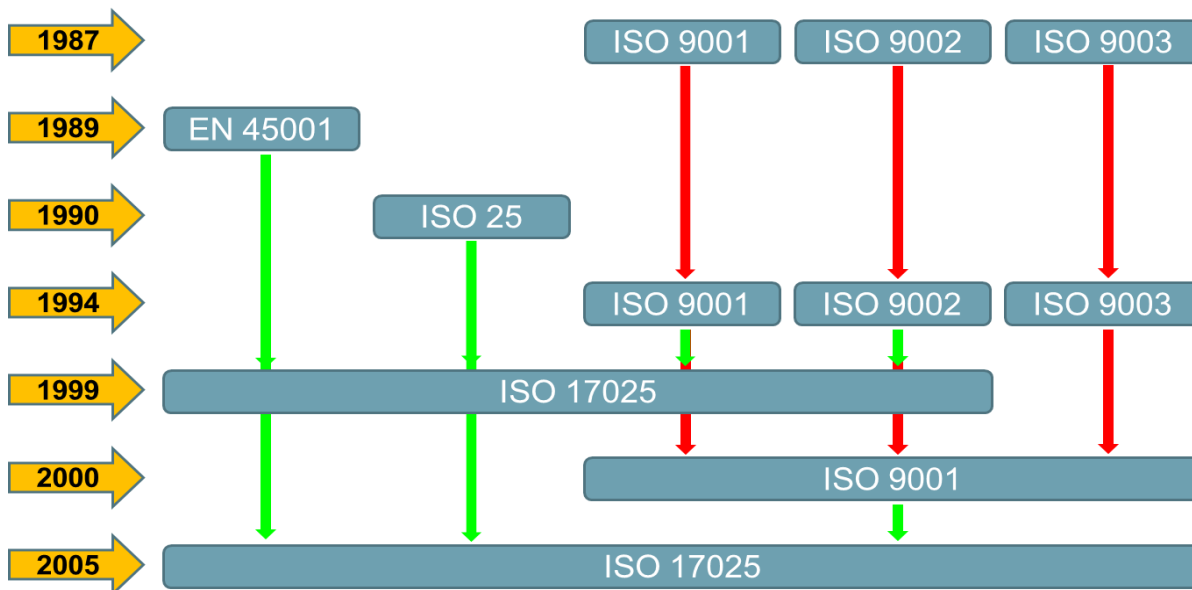 1987
ISO 9001
ISO 9002
ISO 9003
1989
EN 45001
1990
ISO 25
1994
ISO 9001
ISO 9002
ISO 9003
1999
ISO 17025
2000
ISO 9001
2005
ISO 17025